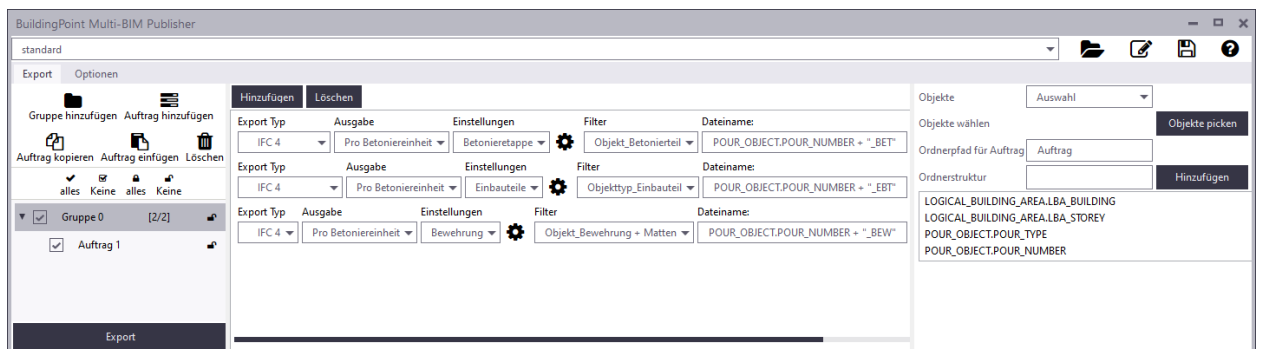 BuildingPoint Multi-BIM Publisher
standard
Export Optionen
Gruppe hinzufügen Auftrag hinzufügen
Auftrag kopieren Auftrag einfügen Löschen
alles Keine alles Keine
Gruppe 0 [2/2]
Auftrag 1
Export
Hinzufügen Löschen
Export Typ Ausgabe Einstellungen Filter Dateiname:
IFC 4 Pro Betoniereinheit Betonieretappe Objekt_Betonierteil POUR_OBJECT.POUR_NUMBER + "_BET"
Export Typ Ausgabe Einstellungen Filter Dateiname:
IFC 4 Pro Betoniereinheit Einbauteile Objekttyp_Einbauteil POUR_OBJECT.POUR_NUMBER + "_EBT"
Export Typ Ausgabe Einstellungen Filter Dateiname:
IFC 4 Pro Betoniereinheit Bewehrung Objekt_Bewehrung + Matten POUR_OBJECT.POUR_NUMBER + "_BEW"
Objekte Auswahl
Objekte wählen Objekte picken
Ordnerpfad für Auftrag Auftrag
Ordnerstruktur Hinzufügen
LOGICAL_BUILDING_AREA.LBA_BUILDING
LOGICAL_BUILDING_AREA.LBA_STOREY
POUR_OBJECT.POUR_TYPE
POUR_OBJECT.POUR_NUMBER